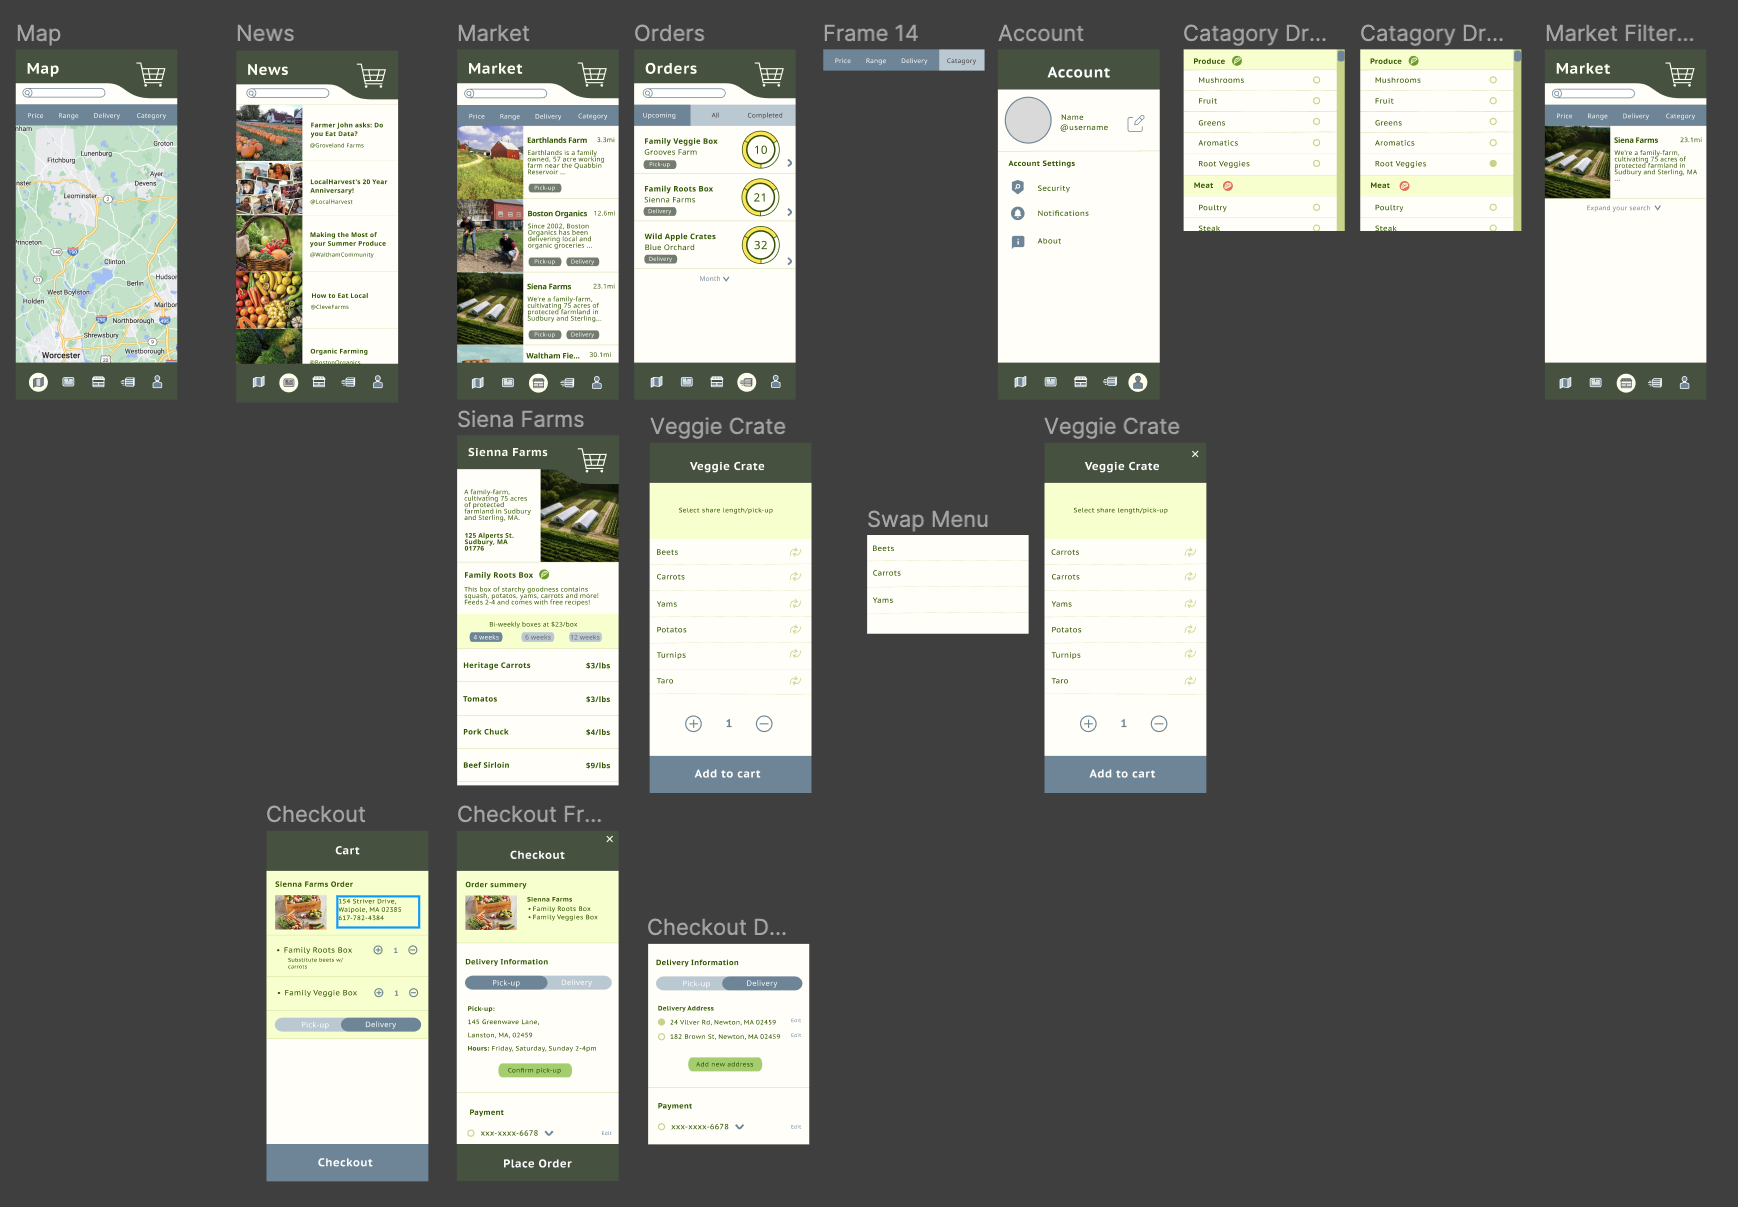 Map
News
Market
Orders
Frame 14
Account
Catagory Dr...
Catagory Dr...
Market Filter...
Map
Price Range Delivery Category
nham
Groton
Lunenburg
Fitchburg
Ayer
nster
Devens
Leominster
2
Princeton
140
190
Clinton
31
Berlin
Hudson
West Boylston
Holden
Marlbor
290
495
Northborough
Shrewsbury
Worcester
20
Westborough
News
Farmer John asks: Do
you Eat Data?
@Groveland Farms
LocalHarvest's 20 Year
Anniversary!
@LocalHarvest
Making the Most of
your Summer Produce
@WalthamCommunity
How to Eat Local
@CleveFarms
Organic Farming
@BostonOrganics
Market
Price Range Delivery Category
Earthlands Farm 3.3mi
Earthlands is a family
owned, 57 acre working
farm near the Quabbin
Reservoir ...
Pick-up
Boston Organics 12.6mi
Since 2002, Boston
Organics has been
delivering local and
organic groceries ...
Pick-up Delivery
Siena Farms 23.1mi
We're a family-farm,
cultivating 75 acres of
protected farmland in
Sudbury and Sterling...
Pick-up Delivery
Waltham Fie... 30.1mi
Orders
Upcoming All Completed
Family Veggie Box
Grooves Farm
Pick-up
10
Family Roots Box
Sienna Farms
Delivery
21
Wild Apple Crates
Blue Orchard
Delivery
32
Month
Price Range Delivery Catagory
Account
Name
@username
Account Settings
Security
Notifications
About
Produce
Mushrooms
Fruit
Greens
Aromatics
Root Veggies
Meat
Poultry
Steak
Produce
Mushrooms
Fruit
Greens
Aromatics
Root Veggies
Meat
Poultry
Steak
Market
Price Range Delivery Category
Siena Farms 23.1mi
We're a family-farm,
cultivating 75 acres of
protected farmland in
Sudbury and Sterling, MA
...
Expand your search
Siena Farms
Sienna Farms
A family-farm,
cultivating 75 acres
of protected
farmland in Sudbury
and Sterling, MA.
125 Alperts St.
Sudbury, MA
01776
Family Roots Box
This box of starchy goodness contains
squash, potatos, yams, carrots and more!
Feeds 2-4 and comes with free recipes!
Bi-weekly boxes at $23/box
4 weeks 6 weeks 12 weeks
Heritage Carrots $3/lbs
Tomatos $3/lbs
Pork Chuck $4/lbs
Beef Sirloin $9/lbs
Veggie Crate
Veggie Crate
Select share length/pick-up
Beets
Carrots
Yams
Potatos
Turnips
Taro
1
Add to cart
Swap Menu
Beets
Carrots
Yams
Veggie Crate
Veggie Crate
Select share length/pick-up
Carrots
Carrots
Yams
Potatos
Turnips
Taro
1
Add to cart
Checkout
Cart
Sienna Farms Order
154 Striver Drive,
Walpole, MA 02385
617-782-4384
• Family Roots Box 1
Substitute beets w/
carrots
• Family Veggie Box 1
Pick-up Delivery
Checkout
Checkout Fr...
Checkout
Order summery
Sienna Farms
• Family Roots Box
• Family Veggies Box
Delivery Information
Pick-up Delivery
Pick-up:
145 Greenwave Lane,
Lanston, MA, 02459
Hours: Friday, Saturday, Sunday 2-4pm
Confirm pick-up
Payment
xxx-xxxx-6678 Edit
Place Order
Checkout D...
Delivery Information
Pick-up Delivery
Delivery Address
24 Vilver Rd, Newton, MA 02459 Edit
182 Brown St, Newton, MA 02459 Edit
Add new address
Payment
xxx-xxxx-6678 Edit